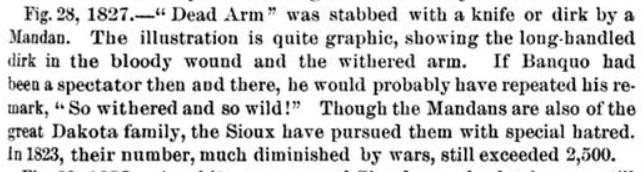 Fig. 28, 1827.—“ Dead Arm” was stabbed with a knife or dirk by a
Mandan. The illustration is quite graphic, showing the long-handled
dirk in the bloody wound and the withered arm. If Banquo had
been a spectator then and there, he would probably have repeated his re-
mark, “ So withered and so wild!” Though the Mandans are also of the
great Dakota family, the Sioux have pursued them with special hatred.
In 1823, their number, much diminished by wars, still exceeded 2,500.